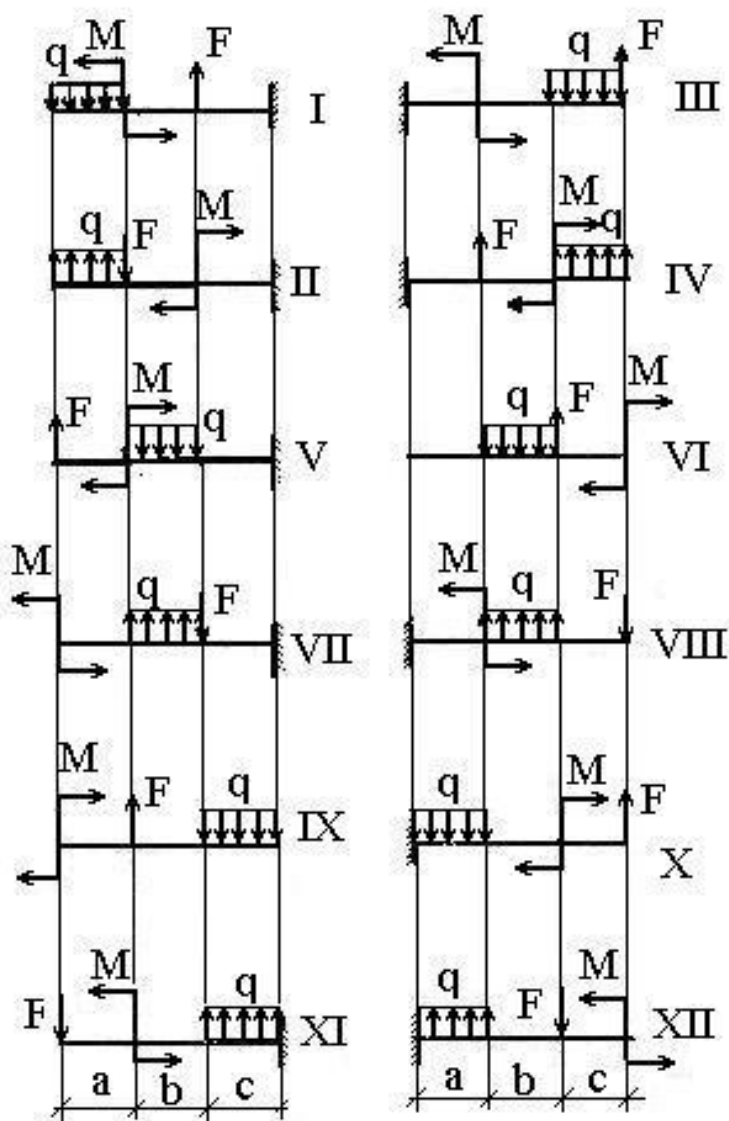 M F q F
q I M III
M M
q F II F q IV
M M
F q V q F VI
M M
q F VII q F VIII
M M
F q IX q F X
M M
F q XI q F XII
a b c a b c